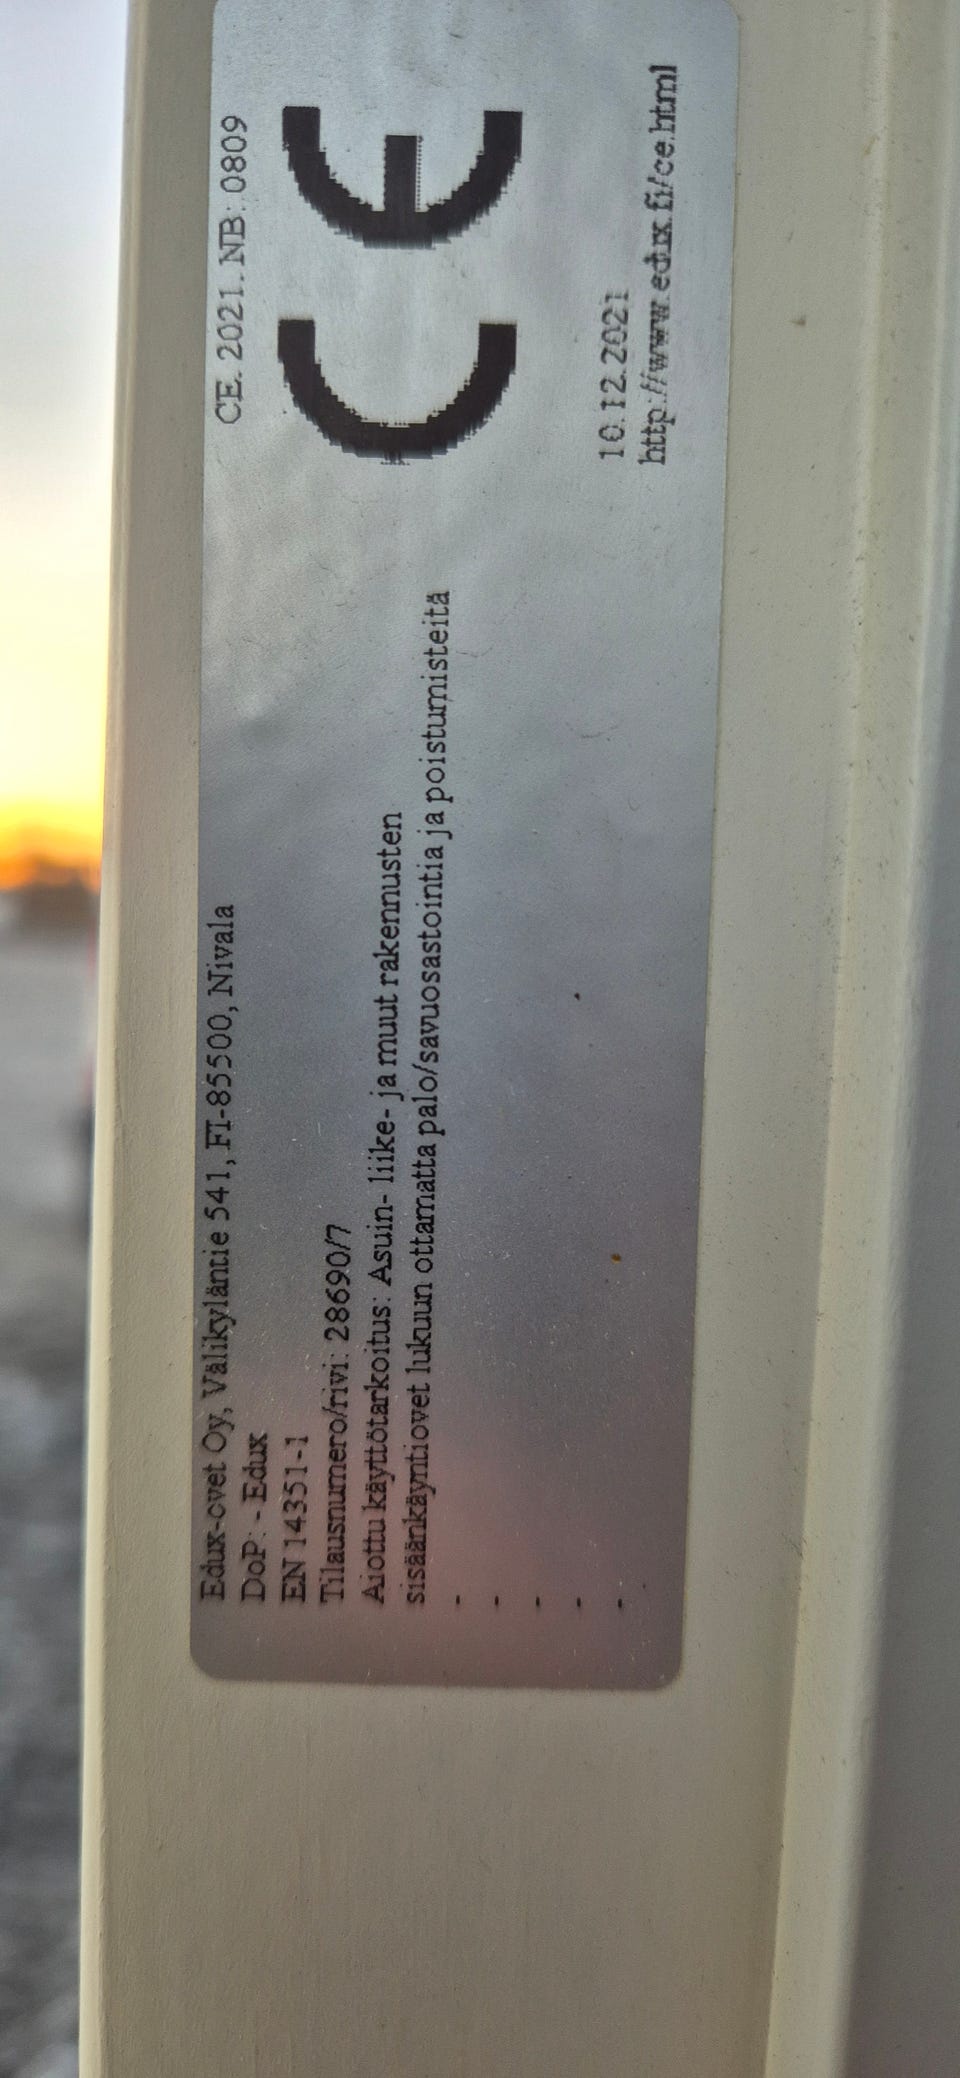 Edux-ovet Oy, Välikyläntie 541, FI-85500, Nivala
DoP: - Edux
EN 14351-1
Tilausnumero/rivi: 28690/7
Aiottu käyttötarkoitus: Asuin- liike- ja muut rakennusten
sisäänkäyntiovet lukuun ottamatta palo/savuosastointia ja poistumisteitä
-
-
-
-
-
CE. 2021. NB: 0809
CE
10.12.2021
http://www.edux.fi/ce.html